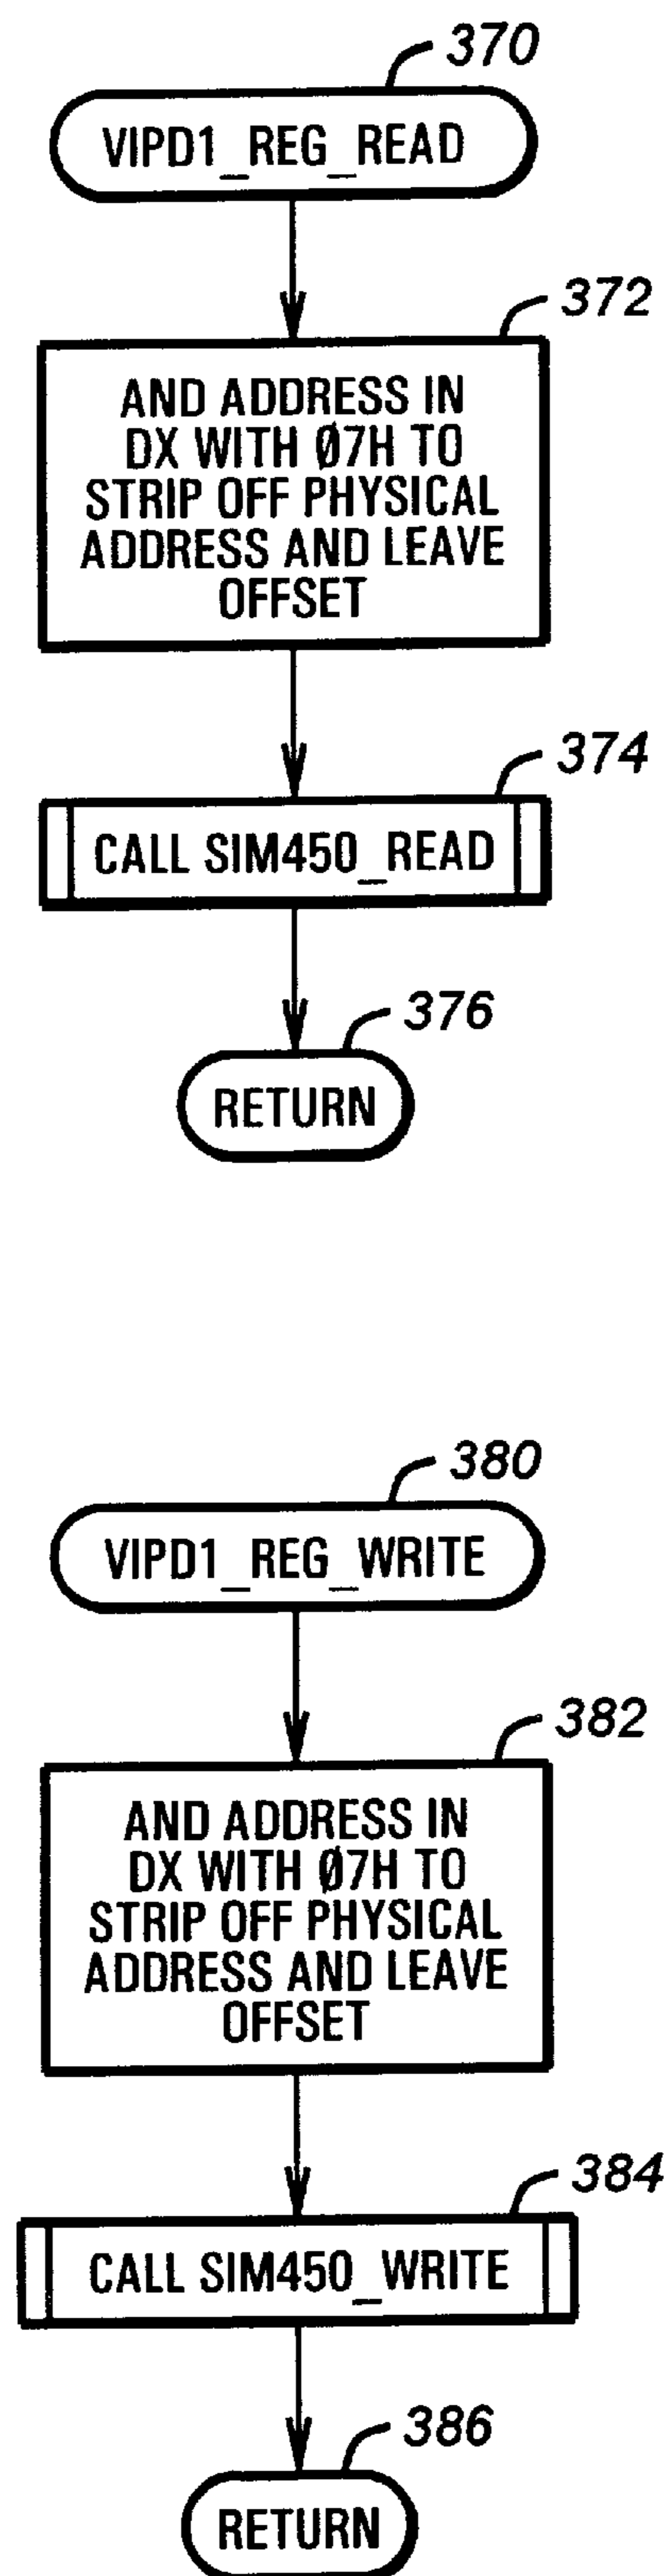 370
VIPD1_REG_READ
372
AND ADDRESS IN
DX WITH Ø7H TO
STRIP OFF PHYSICAL
ADDRESS AND LEAVE
OFFSET
374
CALL SIM450_READ
376
RETURN
380
VIPD1_REG_WRITE
382
AND ADDRESS IN
DX WITH Ø7H TO
STRIP OFF PHYSICAL
ADDRESS AND LEAVE
OFFSET
384
CALL SIM450_WRITE
386
RETURN